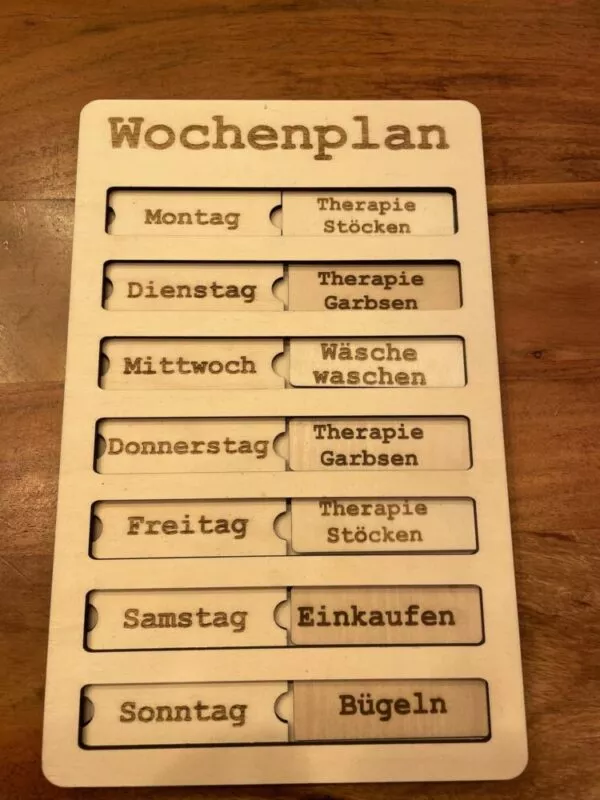 Wochenplan
Montag
Therapie
Stöcken
Dienstag
Therapie
Garbsen
Mittwoch
Wäsche
waschen
Donnerstag
Therapie
Garbsen
Freitag
Therapie
Stöcken
Samstag
Einkaufen
Sonntag
Bügeln